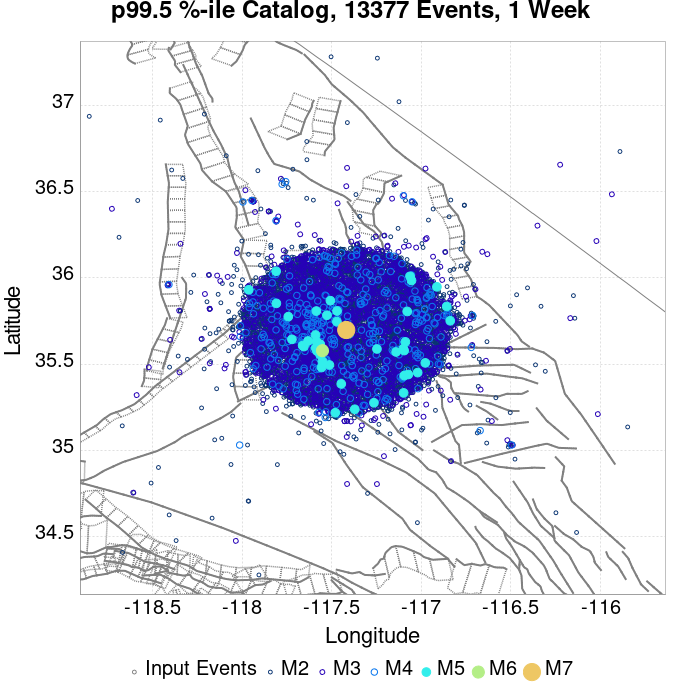 p99.5 %-ile Catalog, 13377 Events, 1 Week
37
36.5
36
35.5
35
34.5
Latitude
-118.5 -118 -117.5 -117 -116.5 -116
Longitude
Input Events M2 M3 M4 M5 M6 M7